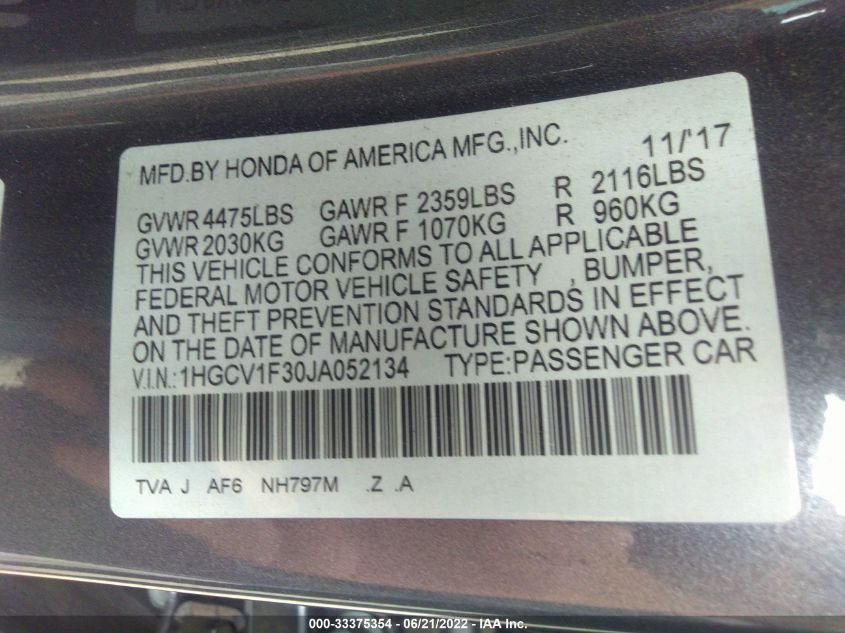 MFD.BY HONDA OF AMERICA MFG.,INC. 11/'17
GVWR 4475LBS GAWR F 2359LBS R 2116LBS
GVWR 2030KG GAWR F 1070KG R 960KG
THIS VEHICLE CONFORMS TO ALL APPLICABLE
FEDERAL MOTOR VEHICLE SAFETY , BUMPER,
AND THEFT PREVENTION STANDARDS IN EFFECT
ON THE DATE OF MANUFACTURE SHOWN ABOVE.
V.I.N.:1HGCV1F30JA052134 TYPE:PASSENGER CAR
TVA J AF6 NH797M .Z .A
000-33375354 - 06/21/2022 - IAA Inc.